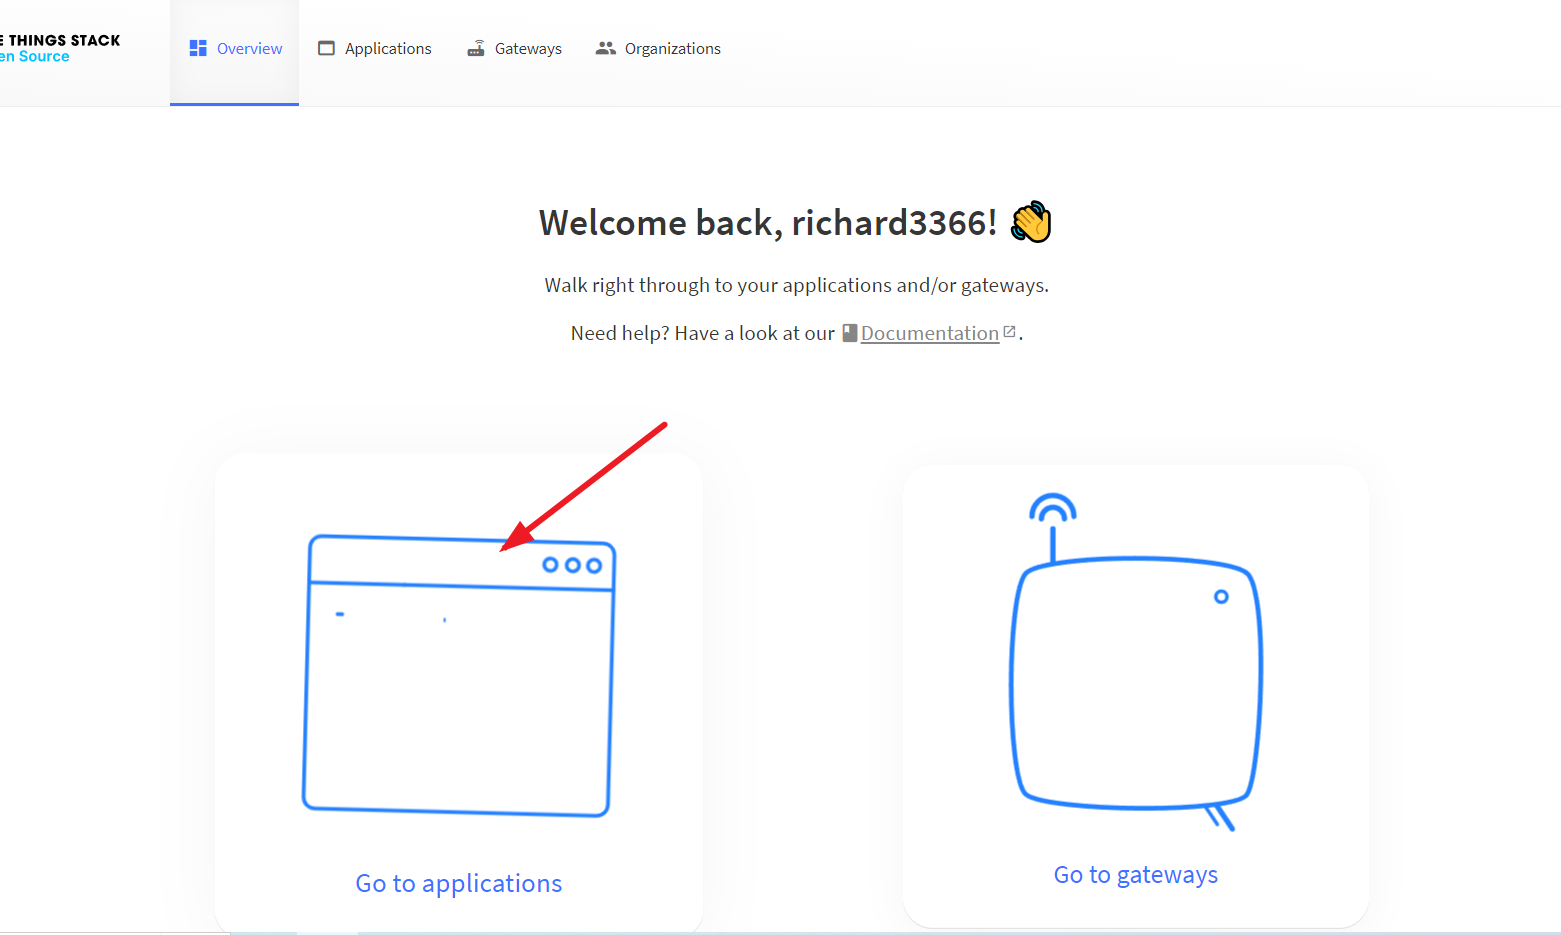 E THINGS STACK
en Source
Overview
Applications
Gateways
Organizations
Welcome back, richard3366! 👋
Walk right through to your applications and/or gateways.
Need help? Have a look at our Documentation.
Go to applications
Go to gateways